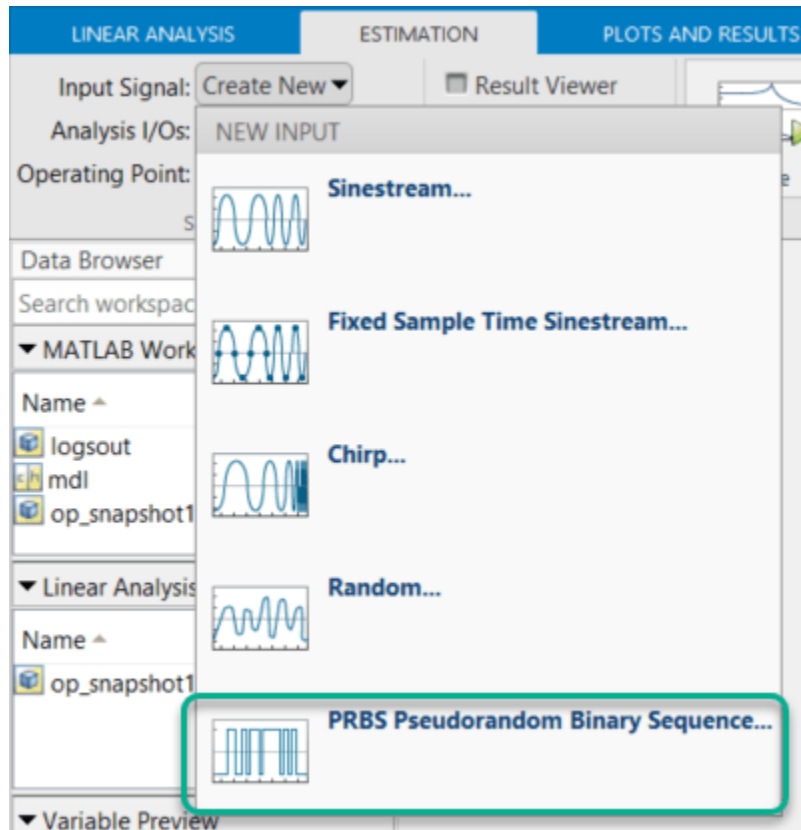 LINEAR ANALYSIS ESTIMATION PLOTS AND RESULTS
Input Signal: Create New Result Viewer
Analysis I/Os: NEW INPUT
Operating Point:
Sinestream...
Data Browser
Search workspac
Fixed Sample Time Sinestream...
MATLAB Work
Name
logsout
mdl
op_snapshot1
Chirp...
Linear Analysis
Random...
Name
op_snapshot1
PRBS Pseudorandom Binary Sequence...
Variable Preview